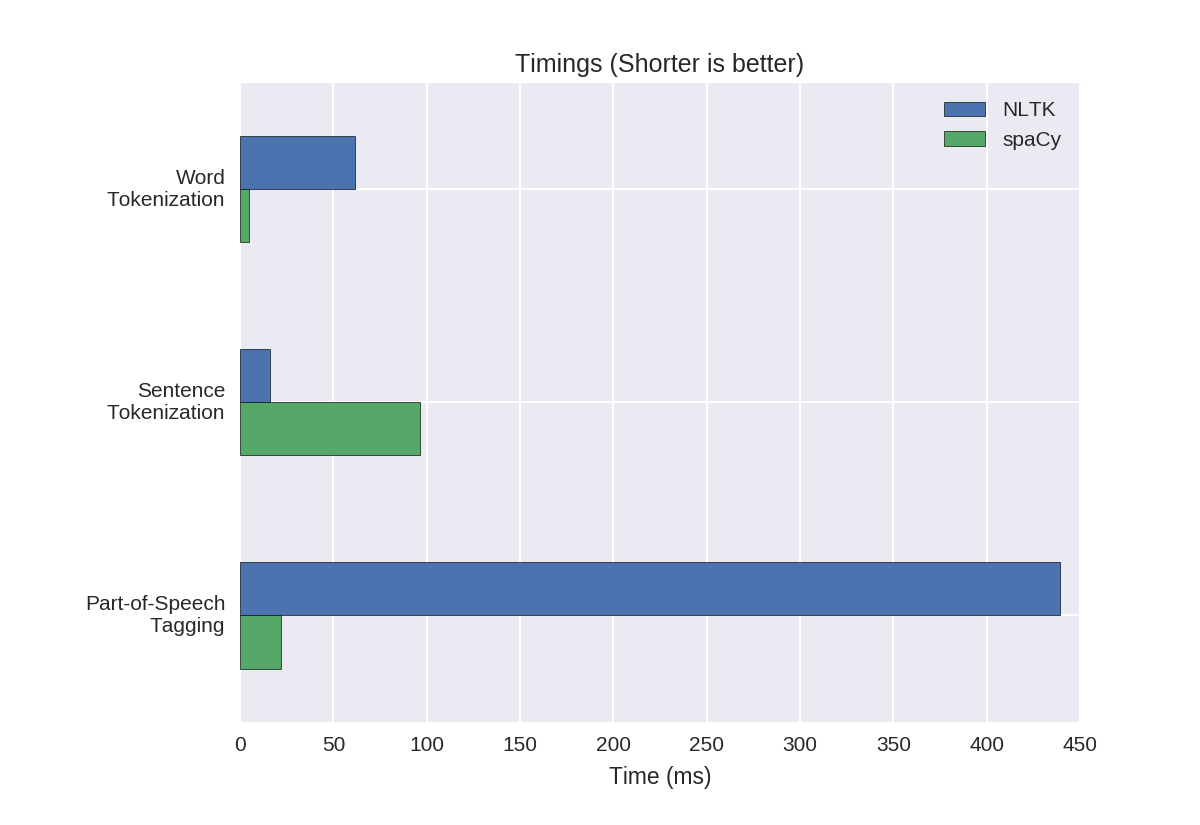 Timings (Shorter is better)
NLTK
spaCy
Word
Tokenization
Sentence
Tokenization
Part-of-Speech
Tagging
0 50 100 150 200 250 300 350 400 450
Time (ms)